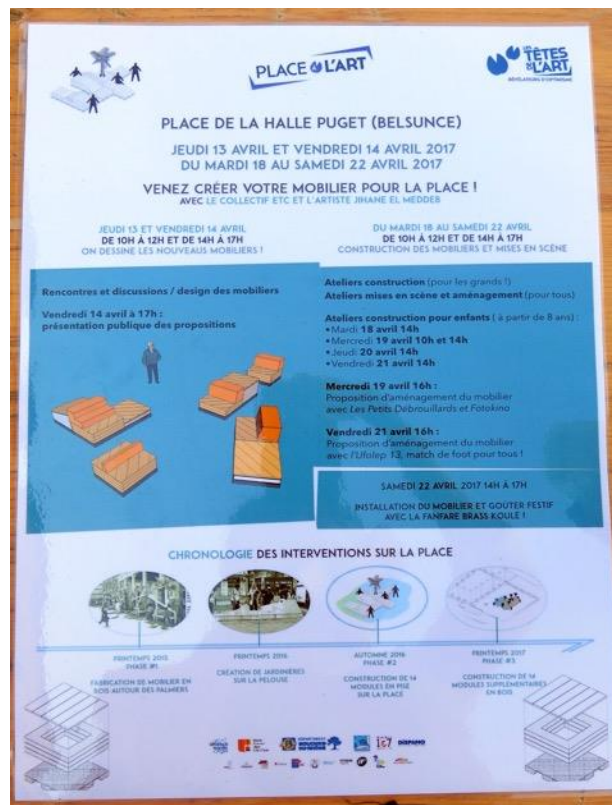 PLACE À L'ART
LES TÊTES DE L'ART
RÉVÉLATIONS D'OPTIMISME
PLACE DE LA HALLE PUGET (BELSUNCE)
JEUDI 13 AVRIL ET VENDREDI 14 AVRIL 2017
DU MARDI 18 AU SAMEDI 22 AVRIL 2017
VENEZ CRÉER VOTRE MOBILIER POUR LA PLACE !
AVEC LE COLLECTIF ETC ET L'ARTISTE JIHANE EL MEDDEB
JEUDI 13 ET VENDREDI 14 AVRIL
DE 10H À 12H ET DE 14H À 17H
ON DESSINE LES NOUVEAUX MOBILIERS !
Rencontres et discussions / design des mobiliers
Vendredi 14 avril à 17h :
présentation publique des propositions
DU MARDI 18 AU SAMEDI 22 AVRIL
DE 10H À 12H ET DE 14H À 17H
CONSTRUCTION DES MOBILIERS ET MISES EN SCÈNE
Ateliers construction (pour les grands !)
Ateliers mises en scène et aménagement (pour tous)
Ateliers construction pour enfants ( à partir de 8 ans) :
• Mardi 18 avril 14h
• Mercredi 19 avril 10h et 14h
• Jeudi 20 avril 14h
• Vendredi 21 avril 14h
Mercredi 19 avril 16h :
Proposition d'aménagement du mobilier
avec Les Petits Débrouillards et Fotokino
Vendredi 21 avril 16h :
Proposition d'aménagement du mobilier
avec l'Ufolep 13, match de foot pour tous !
SAMEDI 22 AVRIL 2017 14H À 17H
INSTALLATION DU MOBILIER ET GOÛTER FESTIF
AVEC LA FANFARE BRASS KOULÉ !
CHRONOLOGIE DES INTERVENTIONS SUR LA PLACE
PRINTEMPS 2015
PHASE #1
FABRICATION DE MOBILIER EN
BOIS AUTOUR DES PALMIERS
PRINTEMPS 2016
CRÉATION DE JARDINIÈRES
SUR LA PELOUSE
AUTOMNE 2016
PHASE #2
CONSTRUCTION DE 14
MODULES EN PISÉ
SUR LA PLACE
PRINTEMPS 2017
PHASE #3
CONSTRUCTION DE 14
MODULES SUPPLÉMENTAIRES
EN BOIS